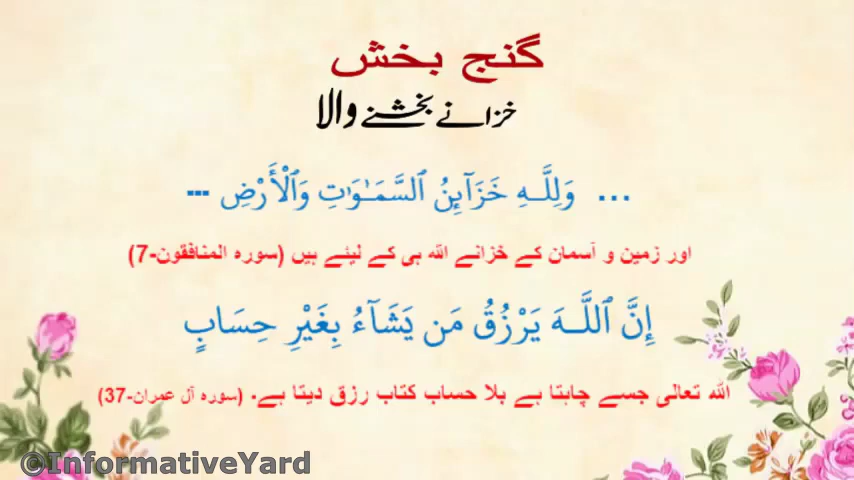 گنج بخش
خزانے بخشنے والا
... وَلِلَّـهِ خَزَآئِنُ ٱلسَّمَـٰوَٰتِ وَٱلْأَرْضِ ---
اور زمین و آسمان کے خزانے اللہ ہی کے لیئے ہیں (سورہ المنافقون-7)
إِنَّ ٱللَّـهَ يَرْزُقُ مَن يَشَآءُ بِغَيْرِ حِسَابٍ
اللہ تعالی جسے چاہتا ہے بلا حساب کتاب رزق دیتا ہے. (سورہ آل عمران-37)
©InformativeYard